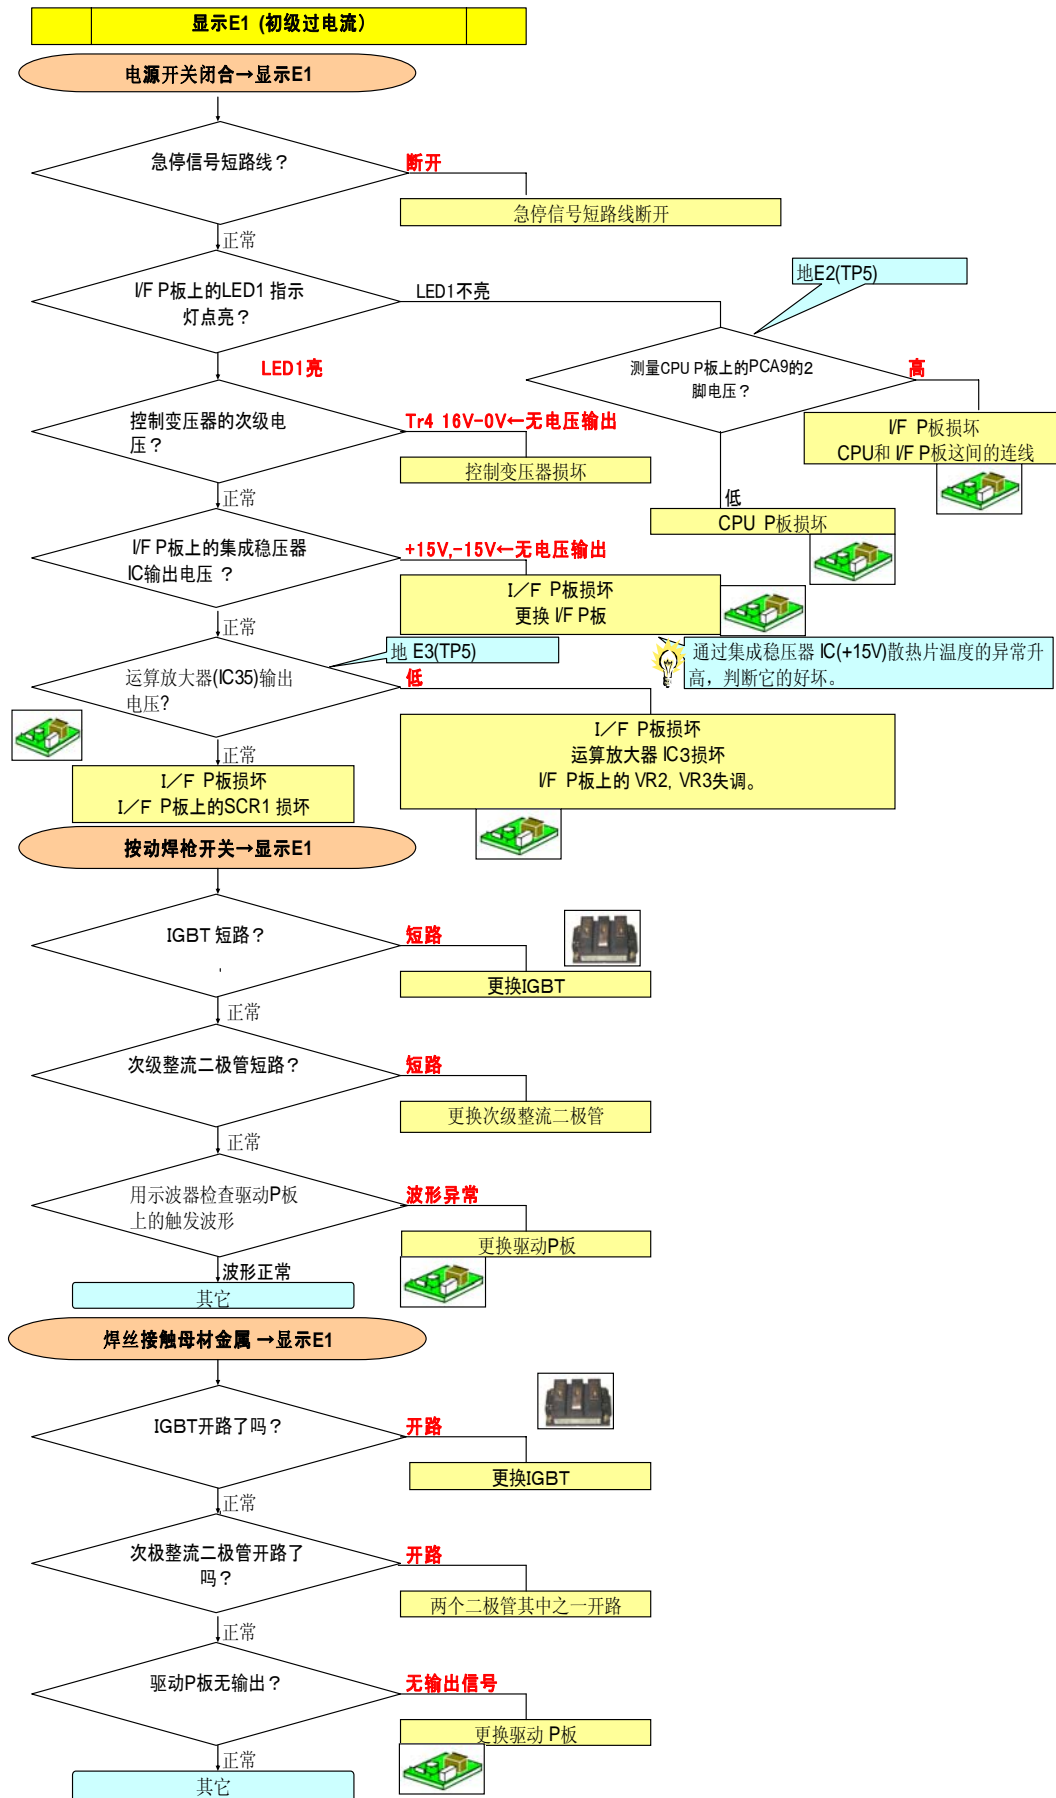 显示E1 (初级过电流)
电源开关闭合→显示E1
急停信号短路线？
断开
急停信号短路线断开
正常
I/F P板上的LED1 指示
灯点亮？
LED1不亮
地E2(TP5)
LED1亮
测量CPU P板上的PCA9的2
脚电压？
高
I/F P板损坏
CPU和 I/F P板这间的连线
低
CPU P板损坏
控制变压器的次级电
压？
Tr4 16V-0V←无电压输出
控制变压器损坏
正常
I/F P板上的集成稳压器
IC输出电压 ？
+15V,-15V←无电压输出
I／F P板损坏
更换 I/F P板
正常
地 E3(TP5)
通过集成稳压器 IC(+15V)散热片温度的异常升
高，判断它的好坏。
运算放大器(IC35)输出
电压?
低
I／F P板损坏
运算放大器 IC3损坏
I/F P板上的 VR2, VR3失调。
正常
I／F P板损坏
I／F P板上的SCR1 损坏
按动焊枪开关→显示E1
IGBT 短路？
短路
更换IGBT
正常
次级整流二极管短路？
短路
更换次级整流二极管
正常
用示波器检查驱动P板
上的触发波形
波形异常
更换驱动P板
波形正常
其它
焊丝接触母材金属 →显示E1
IGBT开路了吗？
开路
更换IGBT
正常
次极整流二极管开路了
吗？
开路
两个二极管其中之一开路
正常
驱动P板无输出？
无输出信号
更换驱动 P板
正常
其它